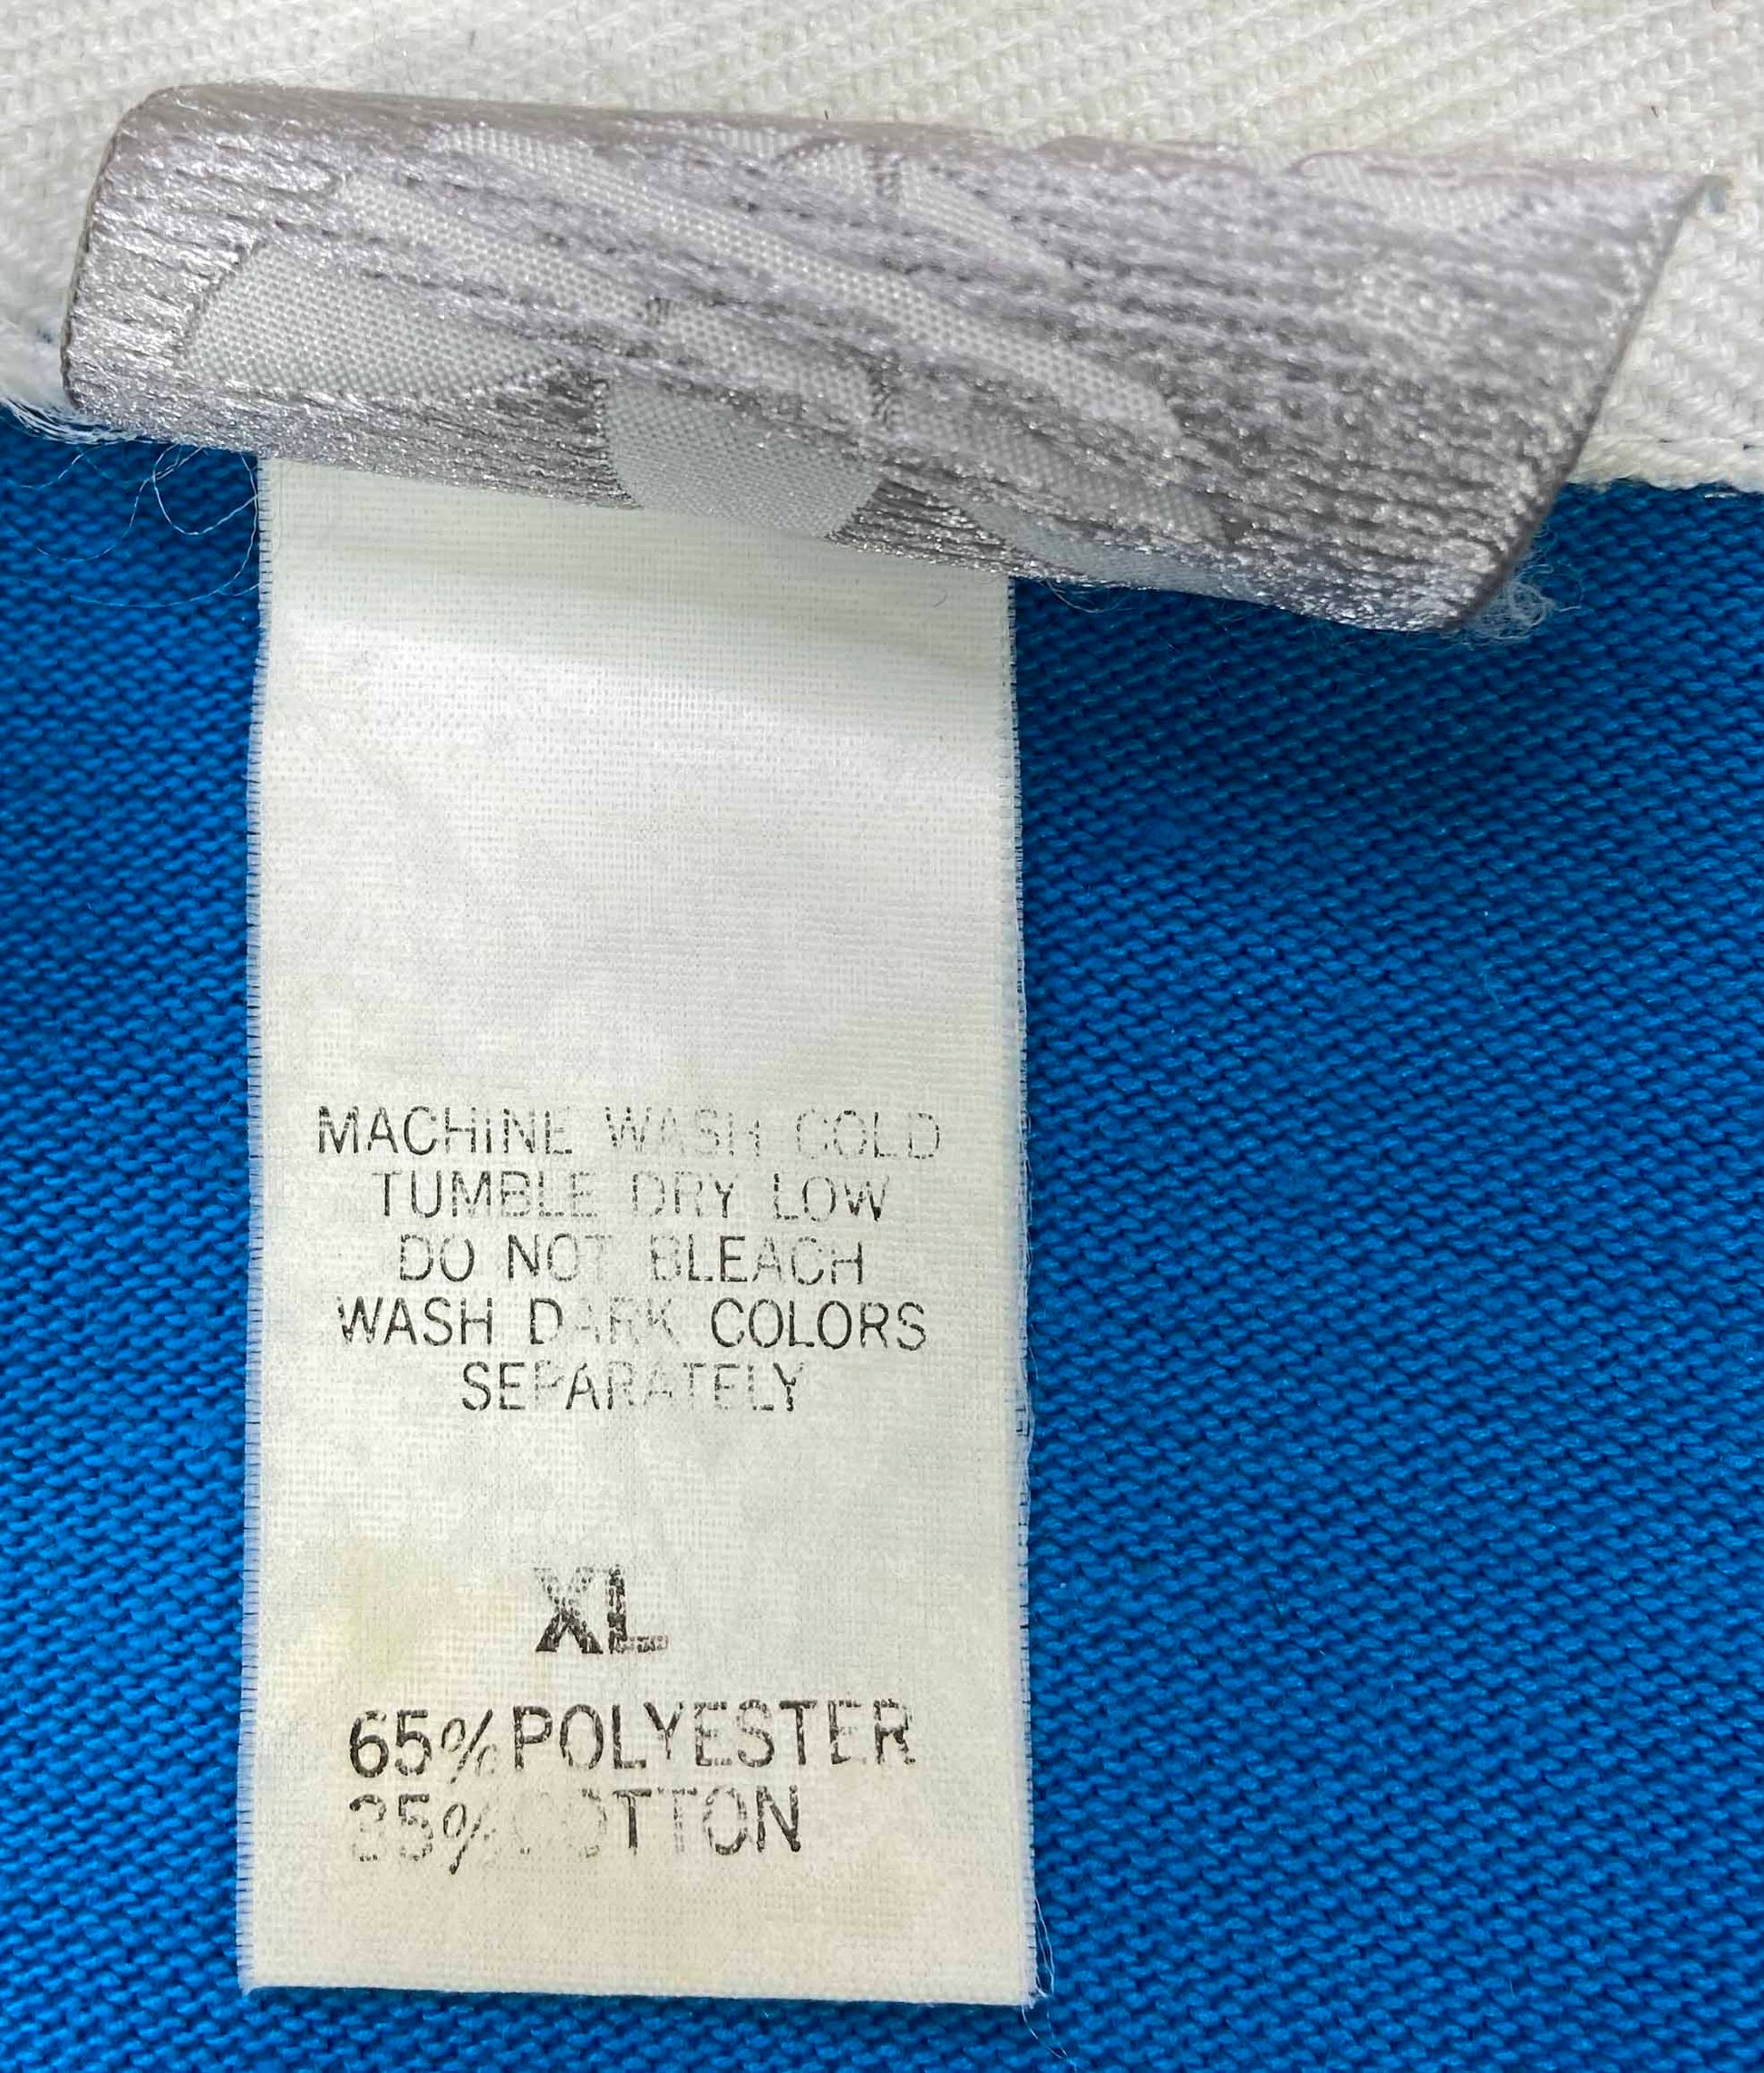 MACHINE WASH COLD
TUMBLE DRY LOW
DO NOT BLEACH
WASH DARK COLORS
SEPARATELY
XL
65% POLYESTER
35% COTTON